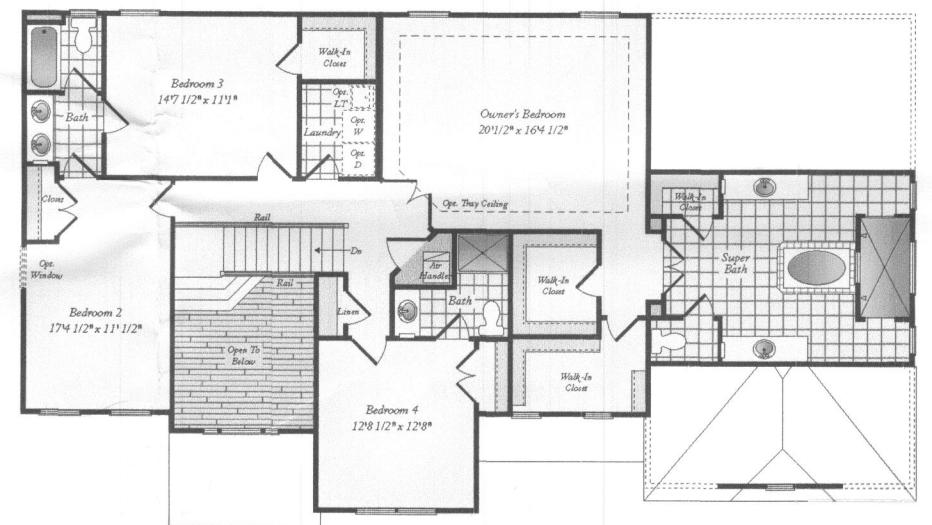 Bedroom 3
14'7 1/2" x 11'1"
Walk-In
Closet
Opt.
LT
Laundry
Opt.
W
Opt.
D
Bath
Closet
Opt.
Window
Bedroom 2
17'4 1/2" x 11' 1/2"
Rail
Dn
Rail
Open To
Below
Linen
Air
Handler
Bath
Bedroom 4
12'8 1/2" x 12'8"
Owner's Bedroom
20'1/2" x 16'4 1/2"
Opt. Tray Ceiling
Walk-In
Closet
Walk-In
Closet
Walk-In
Closet
Super
Bath